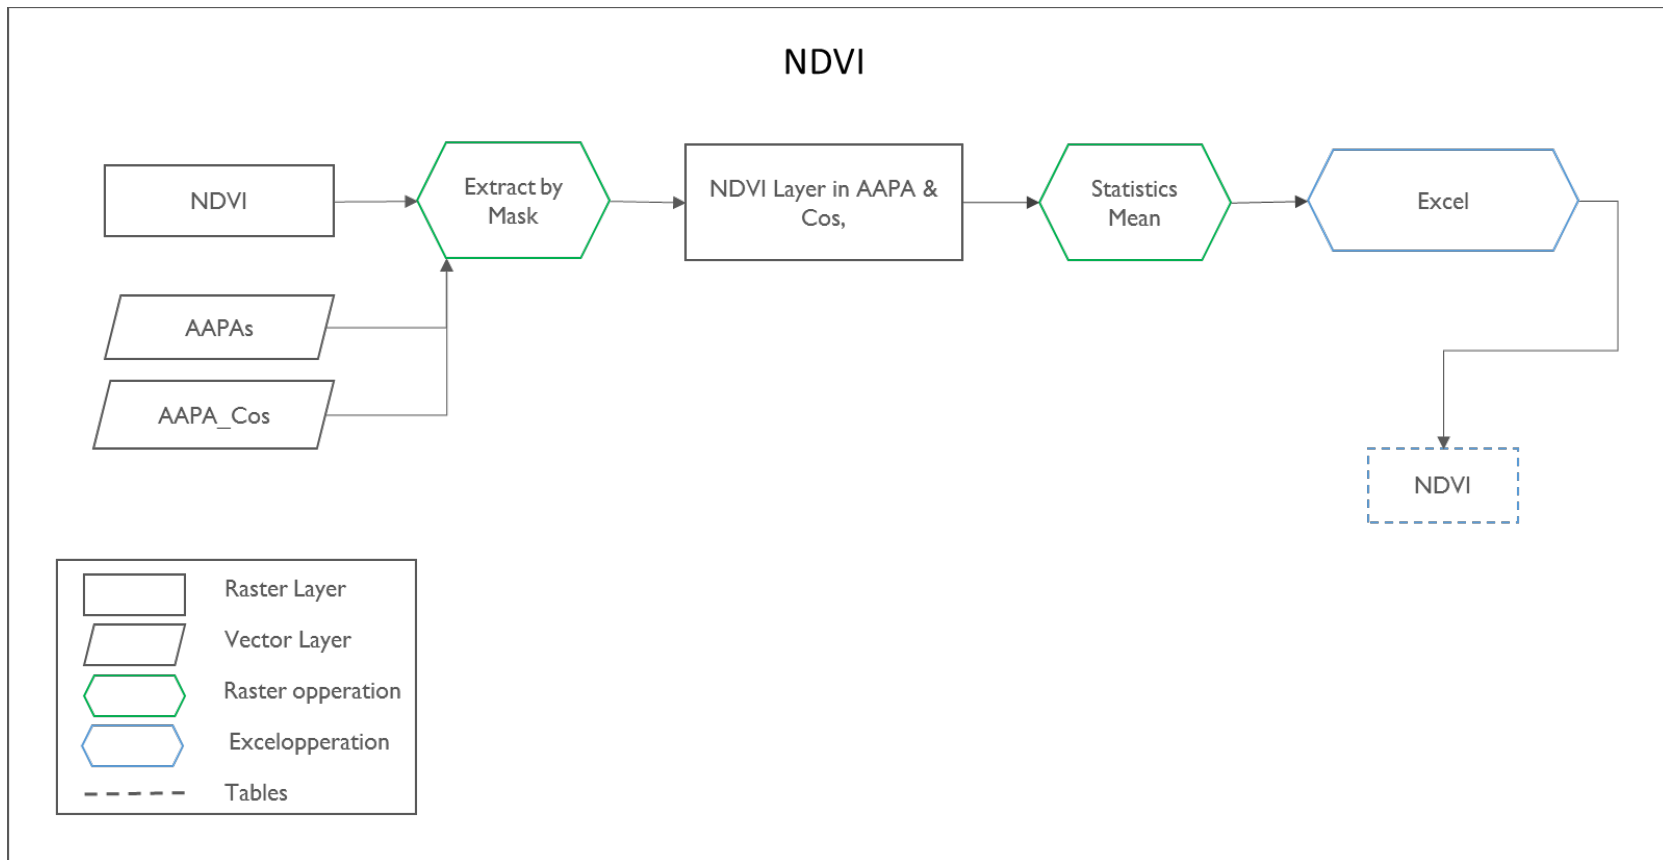 NDVI
NDVI
Extract by
Mask
NDVI Layer in AAPA &
Cos,
Statistics
Mean
Excel
AAPAs
AAPA_Cos
NDVI
Raster Layer
Vector Layer
Raster opperation
Excelopperation
Tables